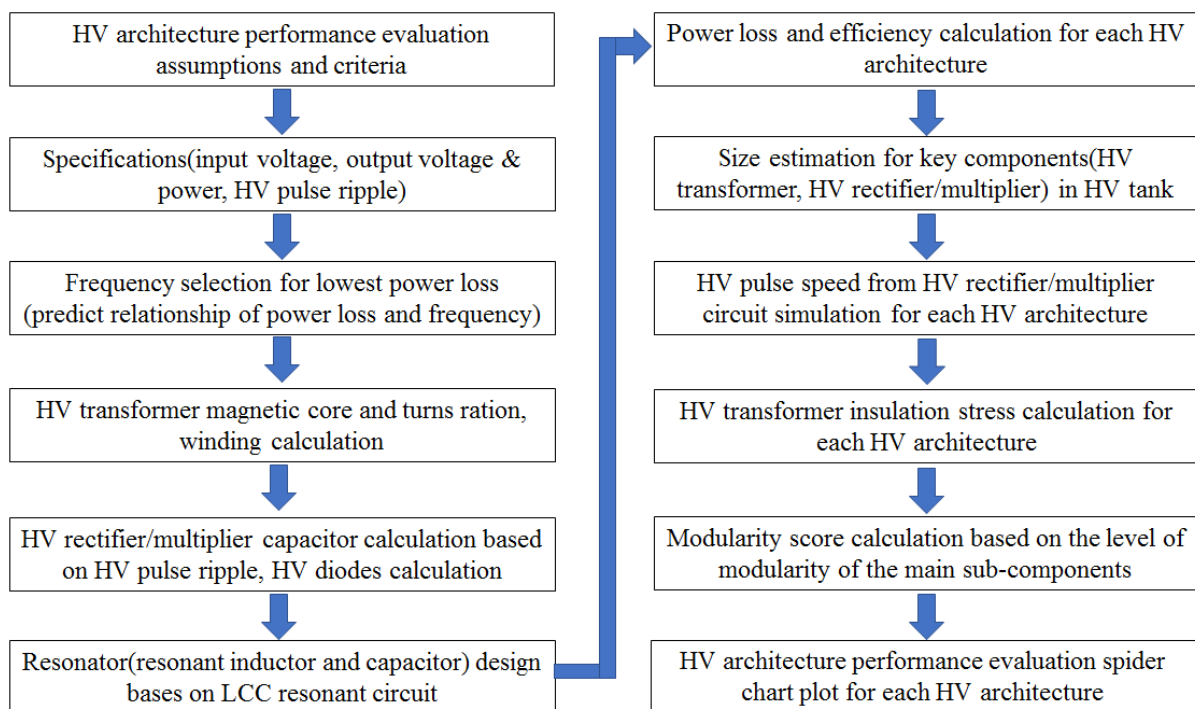 HV architecture performance evaluation
assumptions and criteria
Specifications(input voltage, output voltage &
power, HV pulse ripple)
Frequency selection for lowest power loss
(predict relationship of power loss and frequency)
HV transformer magnetic core and turns ration,
winding calculation
HV rectifier/multiplier capacitor calculation based
on HV pulse ripple, HV diodes calculation
Resonator(resonant inductor and capacitor) design
bases on LCC resonant circuit
Power loss and efficiency calculation for each HV
architecture
Size estimation for key components(HV
transformer, HV rectifier/multiplier) in HV tank
HV pulse speed from HV rectifier/multiplier
circuit simulation for each HV architecture
HV transformer insulation stress calculation for
each HV architecture
Modularity score calculation based on the level of
modularity of the main sub-components
HV architecture performance evaluation spider
chart plot for each HV architecture